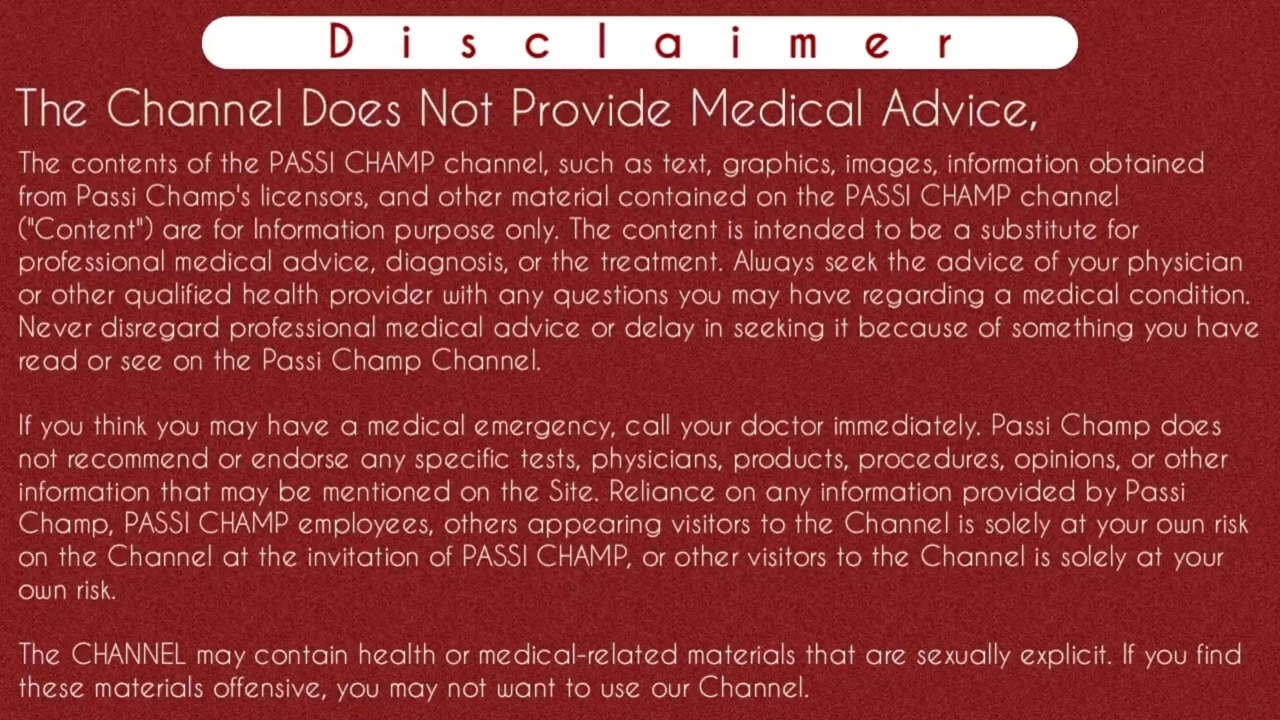 Disclaimer
The Channel Does Not Provide Medical Advice,
The contents of the PASSI CHAMP channel, such as text, graphics, images, information obtained
from Passi Champ's licensors, and other material contained on the PASSI CHAMP channel
("Content") are for Information purpose only. The content is intended to be a substitute for
professional medical advice, diagnosis, or the treatment. Always seek the advice of your physician
or other qualified health provider with any questions you may have regarding a medical condition.
Never disregard professional medical advice or delay in seeking it because of something you have
read or see on the Passi Champ Channel.
If you think you may have a medical emergency, call your doctor immediately. Passi Champ does
not recommend or endorse any specific tests, physicians, products, procedures, opinions, or other
information that may be mentioned on the Site. Reliance on any information provided by Passi
Champ, PASSI CHAMP employees, others appearing visitors to the Channel is solely at your own risk
on the Channel at the invitation of PASSI CHAMP, or other visitors to the Channel is solely at your
own risk.
The CHANNEL may contain health or medical-related materials that are sexually explicit. If you find
these materials offensive, you may not want to use our Channel.